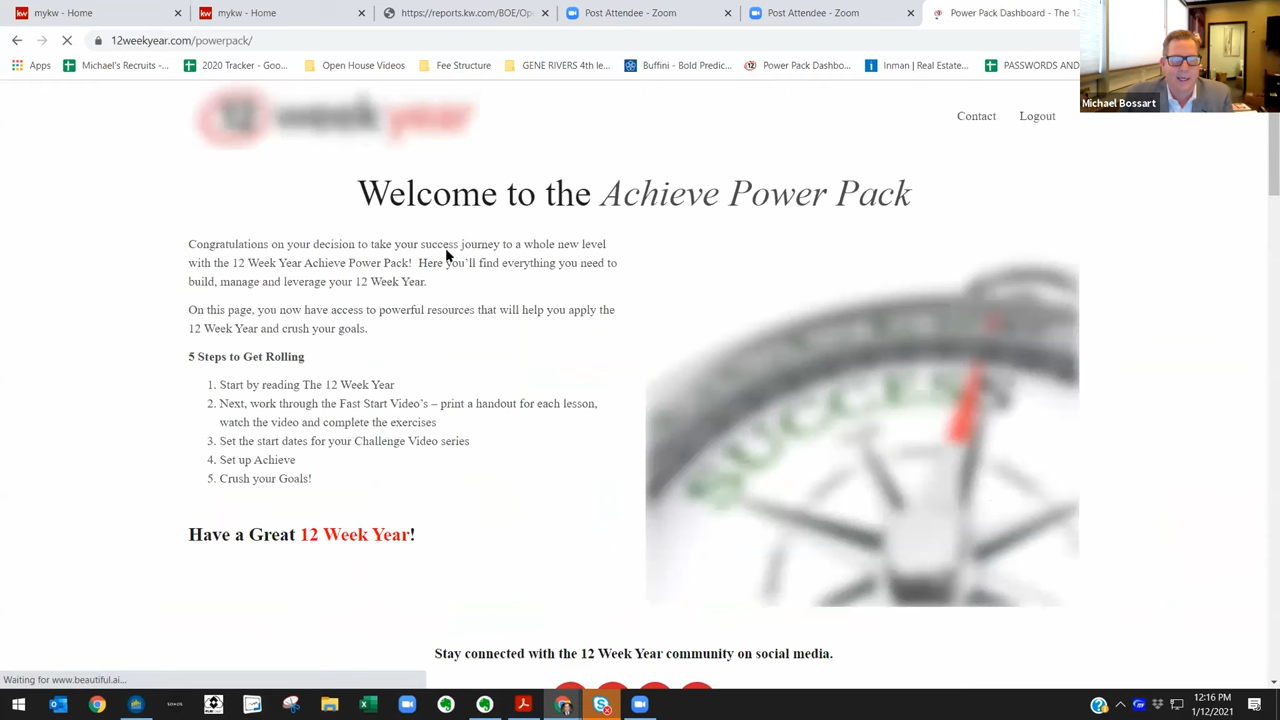 mykw - Home
mykw - Home
https://reports.kw.com/BOE/Op
Post Attendee - Zoom
Post Attendee - Zoom
Power Pack Dashboard - The 12
12weekyear.com/powerpack/
Apps
Michael's Recruits -...
2020 Tracker - Goo...
Open House Videos
Fee Structure
GENE RIVERS 4th le...
Buffini - Bold Predic...
Power Pack Dashbo...
Inman | Real Estate...
PASSWORDS AND
Michael Bossart
12 week year
Contact
Logout
Welcome to the Achieve Power Pack
Congratulations on your decision to take your success journey to a whole new level
with the 12 Week Year Achieve Power Pack! Here you'll find everything you need to
build, manage and leverage your 12 Week Year.
On this page, you now have access to powerful resources that will help you apply the
12 Week Year and crush your goals.
5 Steps to Get Rolling
1. Start by reading The 12 Week Year
2. Next, work through the Fast Start Video's – print a handout for each lesson,
watch the video and complete the exercises
3. Set the start dates for your Challenge Video series
4. Set up Achieve
5. Crush your Goals!
SUCCESS
Have a Great 12 Week Year!
Stay connected with the 12 Week Year community on social media.
Waiting for www.beautiful.ai...
12:16 PM
1/12/2021